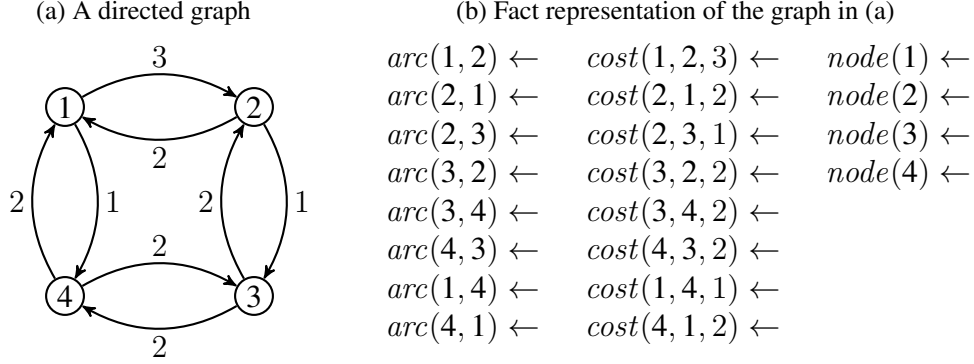 (a) A directed graph
(b) Fact representation of the graph in (a)
3
1
2
2
2
1
2
1
2
4
3
2
arc(1, 2) ← cost(1, 2, 3) ← node(1) ←
arc(2, 1) ← cost(2, 1, 2) ← node(2) ←
arc(2, 3) ← cost(2, 3, 1) ← node(3) ←
arc(3, 2) ← cost(3, 2, 2) ← node(4) ←
arc(3, 4) ← cost(3, 4, 2) ←
arc(4, 3) ← cost(4, 3, 2) ←
arc(1, 4) ← cost(1, 4, 1) ←
arc(4, 1) ← cost(4, 1, 2) ←